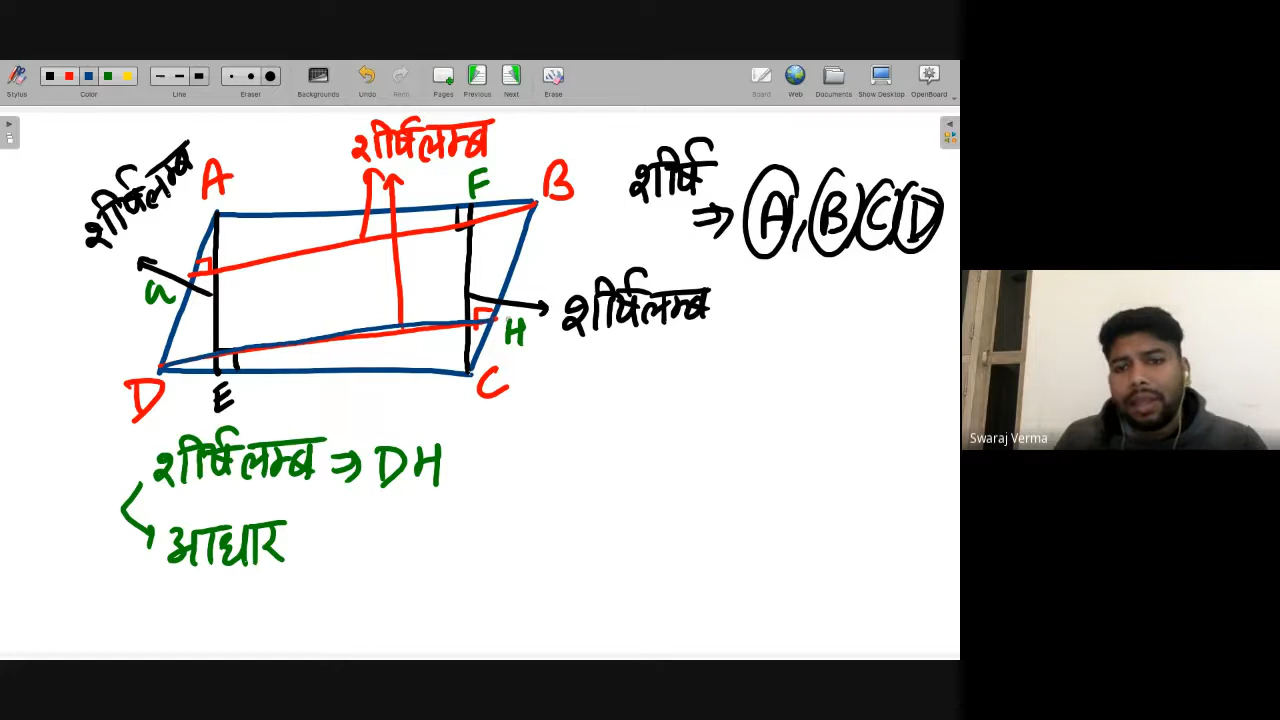 Stylus
Color
Line
Eraser
Backgrounds
Undo
Redo
Pages
Previous
Next
Erase
Board
Web
Documents
Show Desktop
OpenBoard
शीर्षलम्ब
शीर्षलम्ब
A
F
B
शीर्ष
⇒ A, B, C, D
G
शीर्षलम्ब
H
D
E
C
शीर्षलम्ब ⇒ DH
आधार
Swaraj Verma